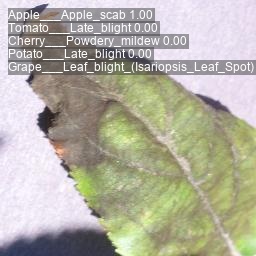 Apple___Apple_scab 1.00
Tomato___Late_blight 0.00
Cherry___Powdery_mildew 0.00
Potato___Late_blight 0.00
Grape___Leaf_blight_(Isariopsis_Leaf_Spot)